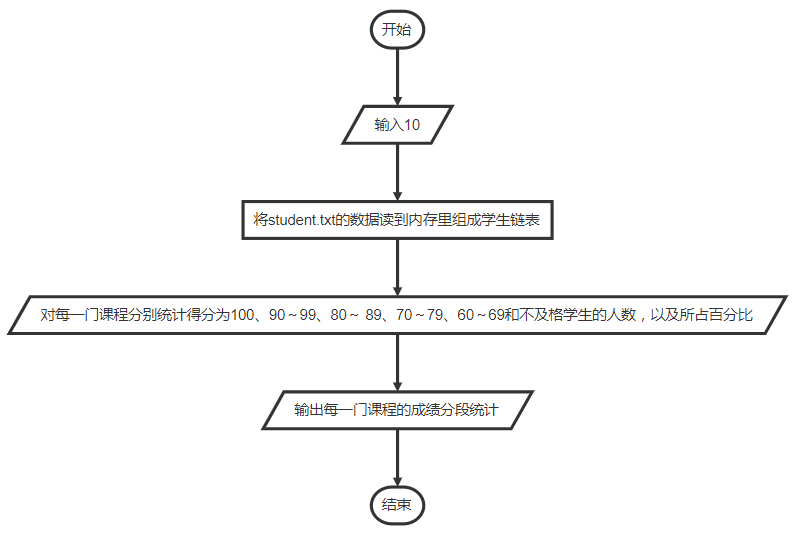 开始
输入10
将student.txt的数据读到内存里组成学生链表
对每一门课程分别统计得分为100、90～99、80～ 89、70～79、60～69和不及格学生的人数，以及所占百分比
输出每一门课程的成绩分段统计
结束